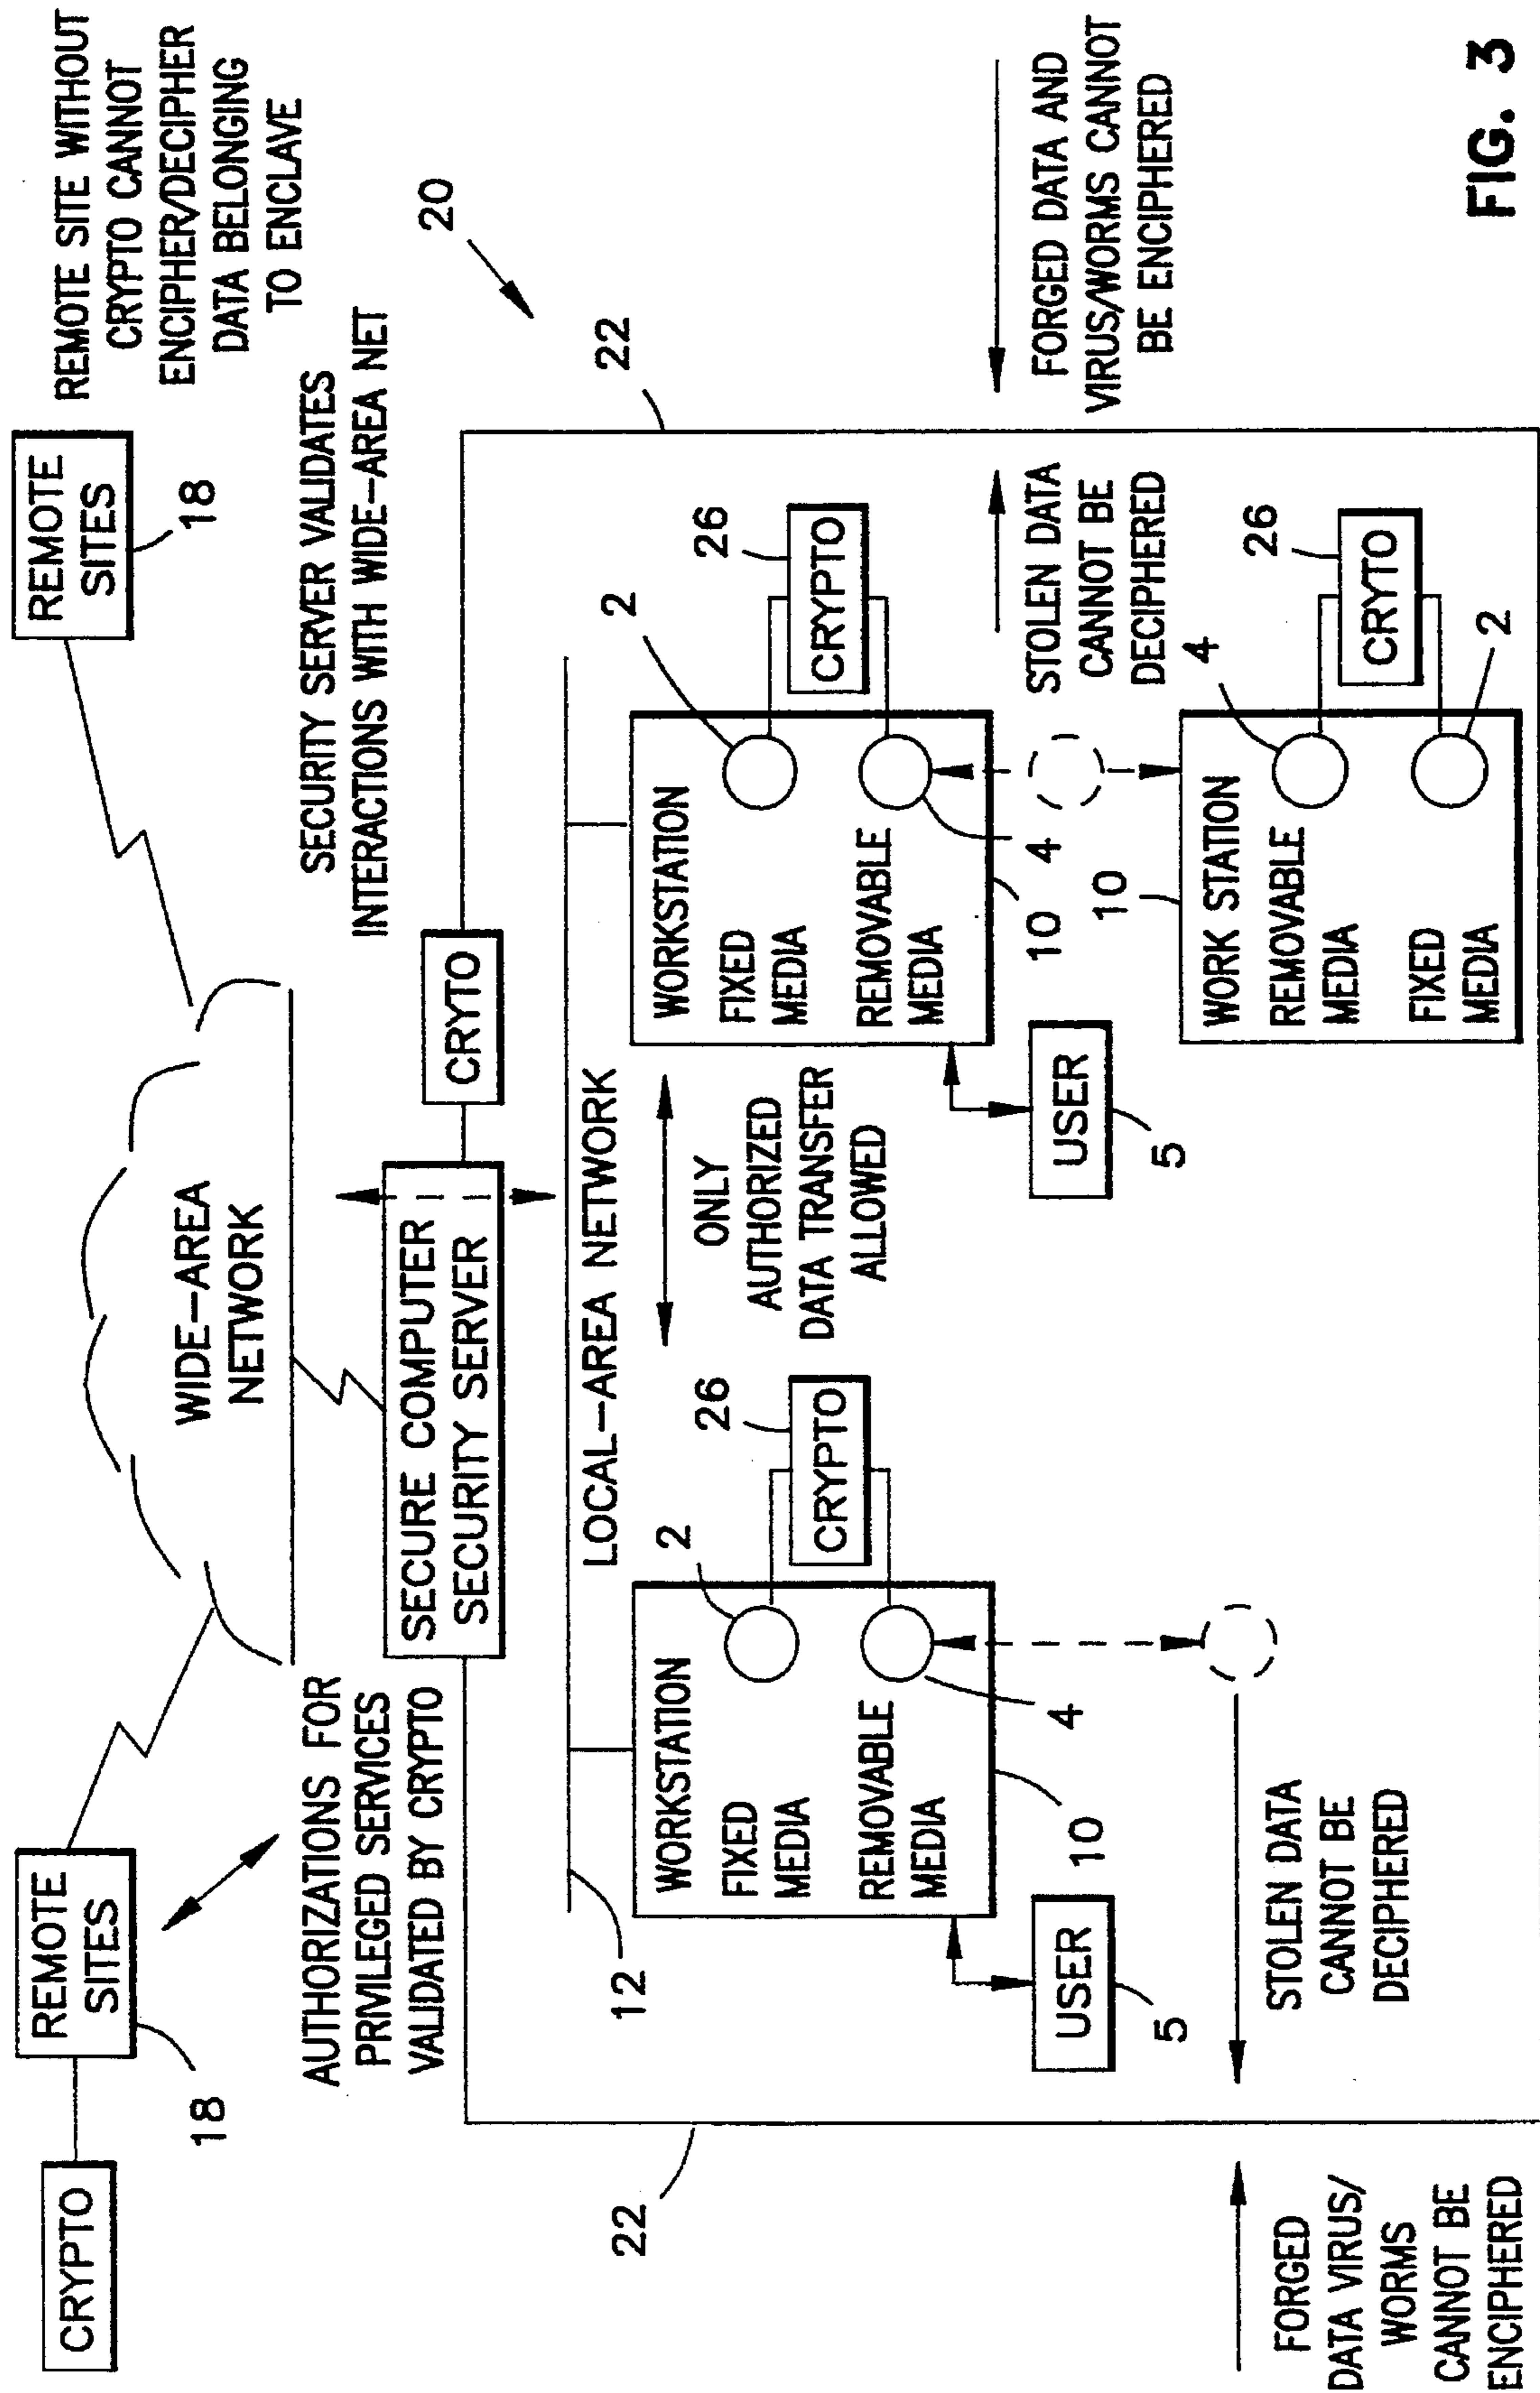 CRYPTO
REMOTE
SITES
18
REMOTE
SITES
18
REMOTE SITE WITHOUT
CRYPTO CANNOT
ENCIPHER/DECIPHER
DATA BELONGING
TO ENCLAVE
WIDE-AREA
NETWORK
AUTHORIZATIONS FOR
PRIVILEGED SERVICES
VALIDATED BY CRYPTO
SECURITY SERVER VALIDATES
INTERACTIONS WITH WIDE-AREA NET
20
SECURE COMPUTER
SECURITY SERVER
CRYTO
22
22
12
LOCAL-AREA NETWORK
WORKSTATION
FIXED
MEDIA
2
REMOVABLE
MEDIA
4
CRYPTO
26
10
USER
5
ONLY
AUTHORIZED
DATA TRANSFER
ALLOWED
WORKSTATION
FIXED
MEDIA
2
REMOVABLE
MEDIA
4
CRYPTO
26
10
USER
5
STOLEN DATA
CANNOT BE
DECIPHERED
FORGED DATA AND
VIRUS/WORMS CANNOT
BE ENCIPHERED
10
WORK STATION
REMOVABLE
MEDIA
4
FIXED
MEDIA
2
CRYTO
26
STOLEN DATA
CANNOT BE
DECIPHERED
FORGED
DATA VIRUS/
WORMS
CANNOT BE
ENCIPHERED
FIG. 3